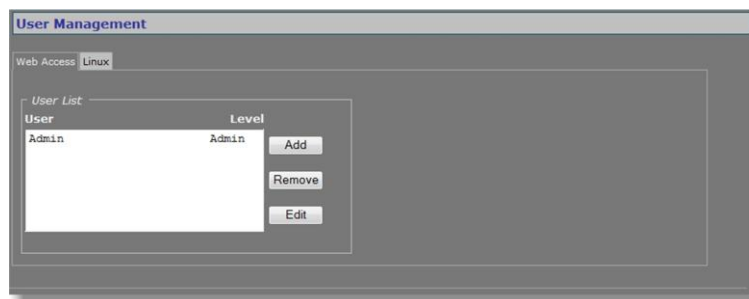 User Management
Web Access Linux
User List
User Level
Admin Admin
Add
Remove
Edit